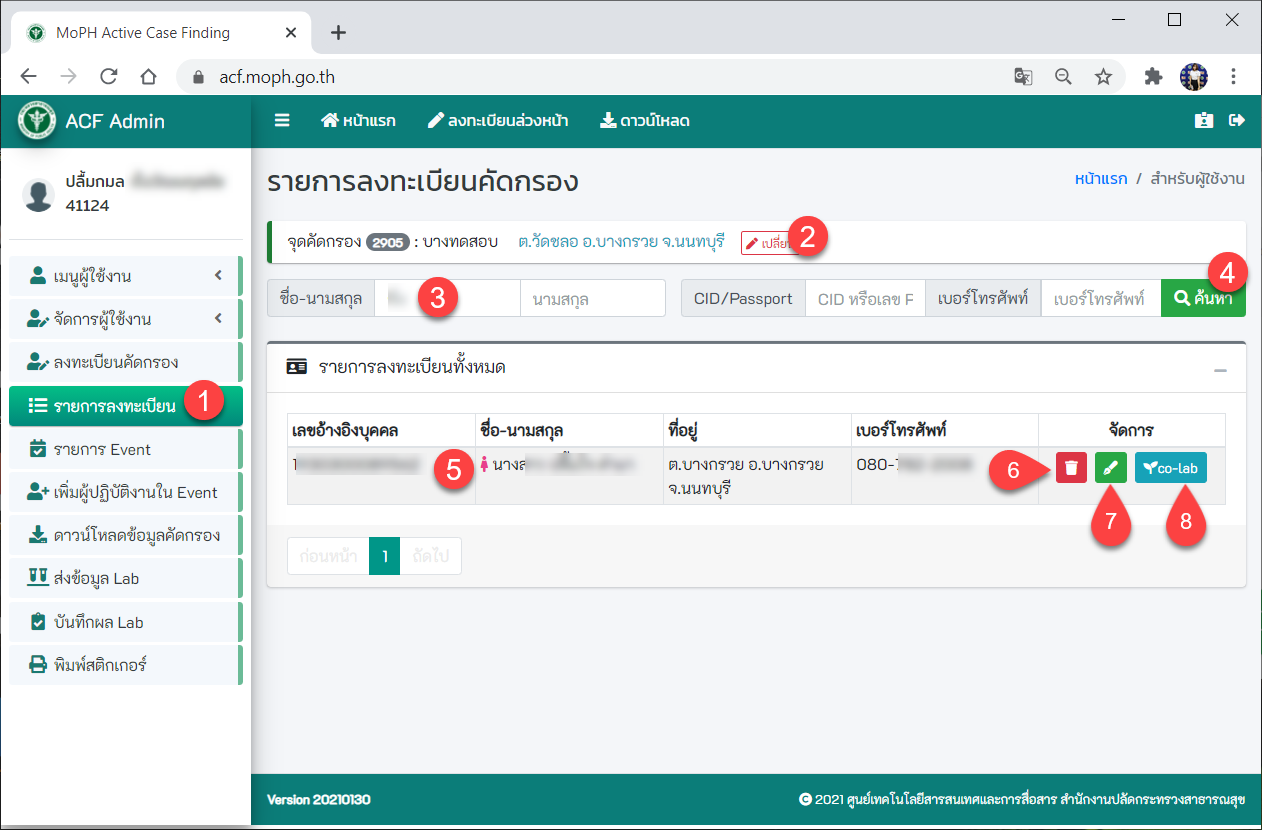 MoPH Active Case Finding
acf.moph.go.th
ACF Admin
หน้าแรก ลงทะเบียนล่วงหน้า ดาวน์โหลด
ปลื้มกมล
41124
รายการลงทะเบียนคัดกรอง
หน้าแรก / สำหรับผู้ใช้งาน
จุดคัดกรอง 2905 : บางทดสอบ ต.วัดชลอ อ.บางกรวย จ.นนทบุรี 2
เมนูผู้ใช้งาน
จัดการผู้ใช้งาน
ลงทะเบียนคัดกรอง
รายการลงทะเบียน 1
รายการ Event
เพิ่มผู้ปฏิบัติงานใน Event
ดาวน์โหลดข้อมูลคัดกรอง
ส่งข้อมูล Lab
บันทึกผล Lab
พิมพ์สติกเกอร์
ชื่อ-นามสกุล 3 นามสกุล CID/Passport CID หรือเลข F เบอร์โทรศัพท์ เบอร์โทรศัพท์ ค้นหา 4
รายการลงทะเบียนทั้งหมด
เลขอ้างอิงบุคคล ชื่อ-นามสกุล ที่อยู่ เบอร์โทรศัพท์ จัดการ
1 5 ต.บางกรวย อ.บางกรวย 080- 6 co-lab
จ.นนทบุรี
7 8
ก่อนหน้า 1 ถัดไป
Version 20210130
© 2021 ศูนย์เทคโนโลยีสารสนเทศและการสื่อสาร สำนักงานปลัดกระทรวงสาธารณสุข